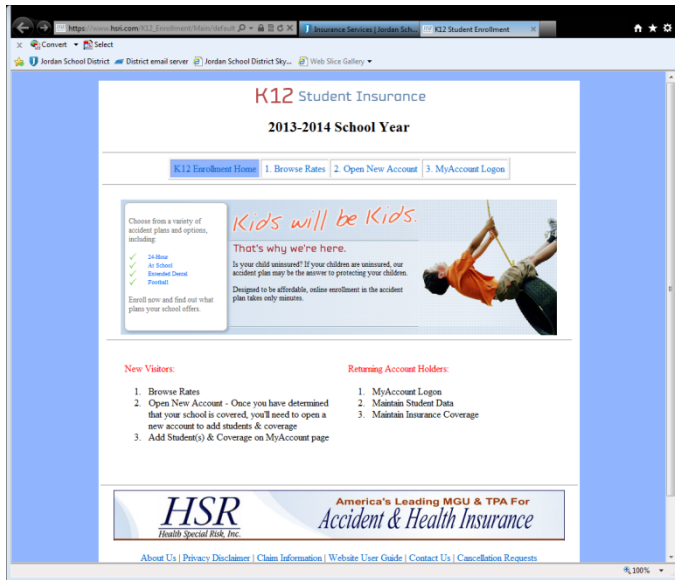 https://www.hsri.com/K12_Enrollment/Main/default
Insurance Services | Jordan Sch...
K12 Student Enrollment
x Convert Select
Jordan School District District email server Jordan School District Sky... Web Slice Gallery
K12 Student Insurance
2013-2014 School Year
K12 Enrollment Home 1. Browse Rates 2. Open New Account 3. MyAccount Logon
Choose from a variety of
accident plans and options,
including:
24-Hour
At School
Extended Dental
Football
Enroll now and find out what
plans your school offers.
Kids will be Kids.
That's why we're here.
Is your child uninsured? If your children are uninsured, our
accident plan may be the answer to protecting your children.
Designed to be affordable, online enrollment in the accident
plan takes only minutes.
New Visitors:
1. Browse Rates
2. Open New Account - Once you have determined
that your school is covered, you'll need to open a
new account to add students & coverage
3. Add Student(s) & Coverage on MyAccount page
Returning Account Holders:
1. MyAccount Logon
2. Maintain Student Data
3. Maintain Insurance Coverage
HSR
Health Special Risk, Inc.
America's Leading MGU & TPA For
Accident & Health Insurance
About Us | Privacy Disclaimer | Claim Information | Website User Guide | Contact Us | Cancellation Requests
100%